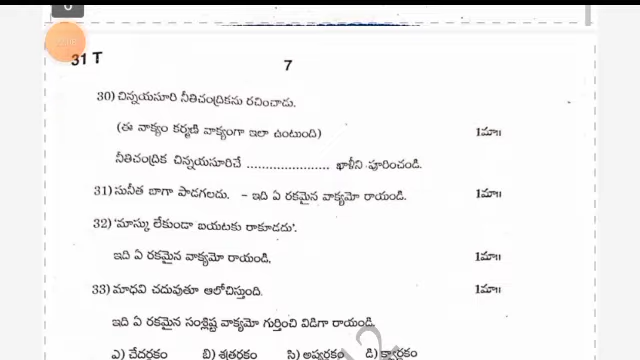 31 T
7
30) చిన్నయసూరి నీతిచంద్రికను రచించాడు.
(ఈ వాక్యం కర్మణి వాక్యంగా ఇలా ఉంటుంది) 1మా॥
నీతిచంద్రిక చిన్నయసూరిచే ...................... ఖాళీని పూరించండి.
31) సునీత బాగా పాడగలదు. - ఇది ఏ రకమైన వాక్యమో రాయండి. 1మా॥
32) 'మాస్కు లేకుండా బయటకు రాకూడదు'.
ఇది ఏ రకమైన వాక్యమో రాయండి. 1మా॥
33) మాధవి చదువుతూ ఆలోచిస్తుంది. 1మా॥
ఇది ఏ రకమైన సంశ్లిష్ట వాక్యమో గుర్తించి విడిగా రాయండి.
ఎ) చేదర్థకం బి) శత్రర్థకం సి) అప్యర్థకం డి) క్త్వార్థకం